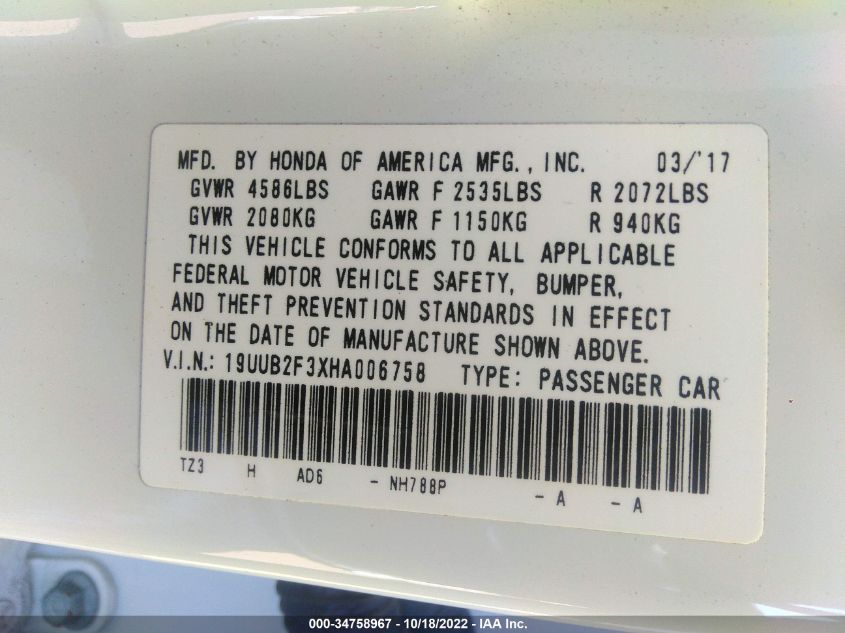 MFD. BY HONDA OF AMERICA MFG., INC. 03/'17
GVWR 4586LBS GAWR F 2535LBS R 2072LBS
GVWR 2080KG GAWR F 1150KG R 940KG
THIS VEHICLE CONFORMS TO ALL APPLICABLE
FEDERAL MOTOR VEHICLE SAFETY, BUMPER,
AND THEFT PREVENTION STANDARDS IN EFFECT
ON THE DATE OF MANUFACTURE SHOWN ABOVE.
V.I.N.: 19UUB2F3XHA006758 TYPE: PASSENGER CAR
TZ3 H AD6 - NH788P - A - A
000-34758967 - 10/18/2022 - IAA Inc.